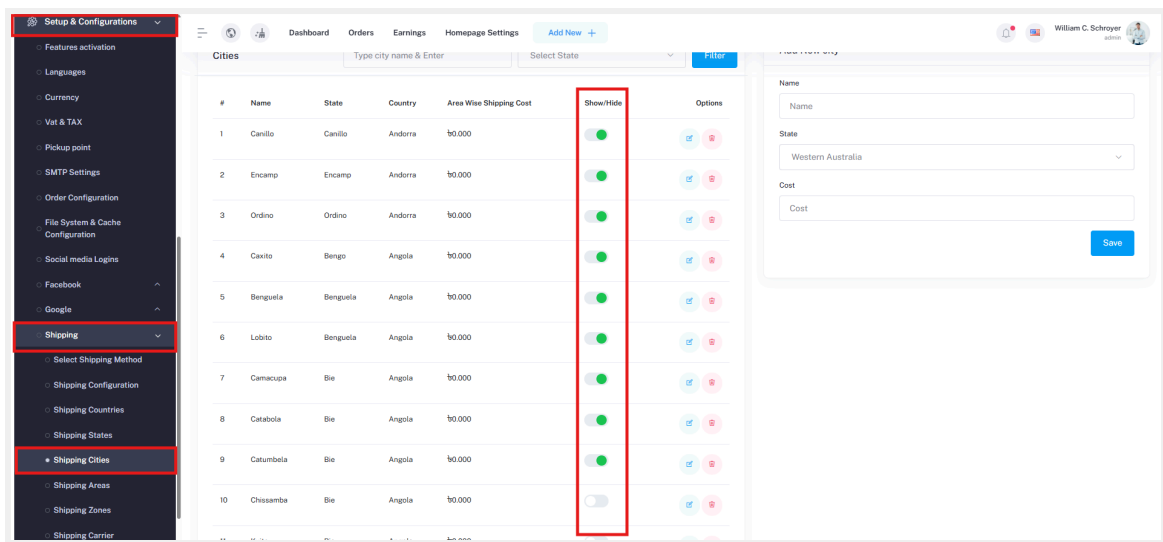 Setup & Configurations
Features activation
Languages
Currency
Vat & TAX
Pickup point
SMTP Settings
Order Configuration
File System & Cache
Configuration
Social media Logins
Facebook
Google
Shipping
Select Shipping Method
Shipping Configuration
Shipping Countries
Shipping States
Shipping Cities
Shipping Areas
Shipping Zones
Shipping Carrier
Dashboard Orders Earnings Homepage Settings Add New +
William C. Schroyer
admin
Cities Type city name & Enter Select State Filter
# Name State Country Area Wise Shipping Cost Show/Hide Options
1 Canillo Canillo Andorra ৳0.000
2 Encamp Encamp Andorra ৳0.000
3 Ordino Ordino Andorra ৳0.000
4 Caxito Bengo Angola ৳0.000
5 Benguela Benguela Angola ৳0.000
6 Lobito Benguela Angola ৳0.000
7 Camacupa Bie Angola ৳0.000
8 Catabola Bie Angola ৳0.000
9 Catumbela Bie Angola ৳0.000
10 Chissamba Bie Angola ৳0.000
Add New city
Name
Name
State
Western Australia
Cost
Cost
Save